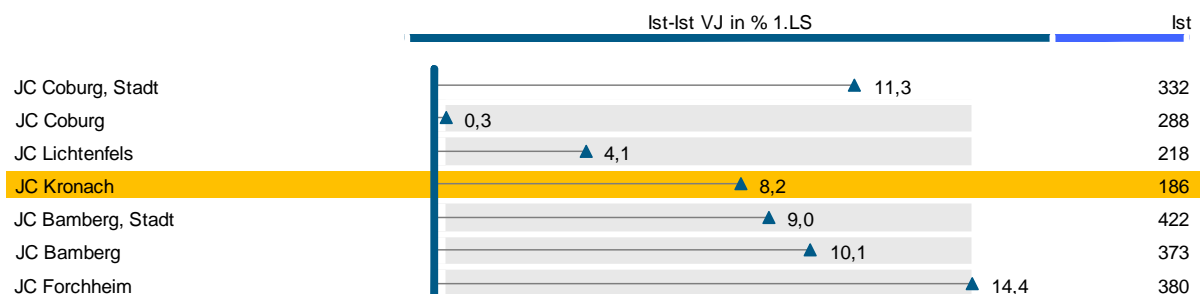 Ist-Ist VJ in % 1.LS Ist
JC Coburg, Stadt 11,3 332
JC Coburg 0,3 288
JC Lichtenfels 4,1 218
JC Kronach 8,2 186
JC Bamberg, Stadt 9,0 422
JC Bamberg 10,1 373
JC Forchheim 14,4 380